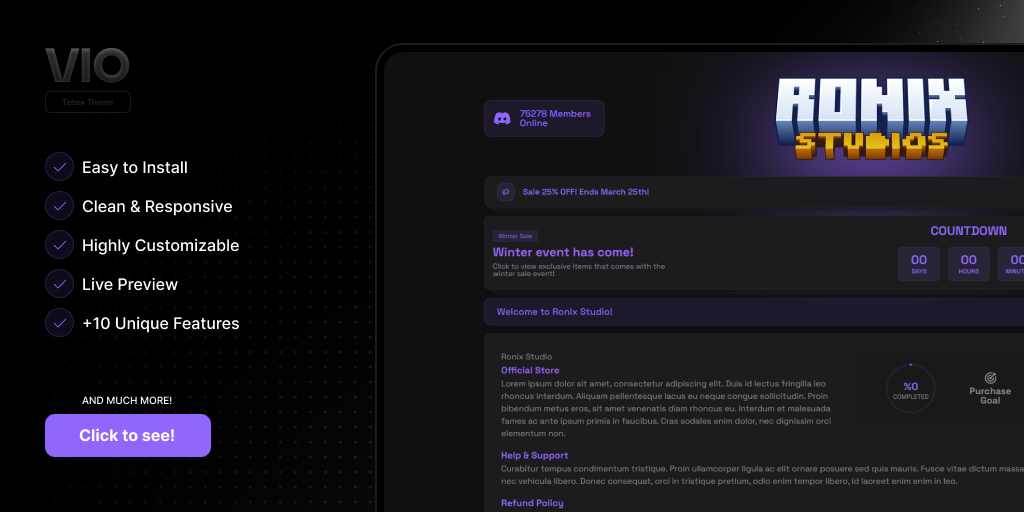 VIO
Tebex Theme
Easy to Install
Clean & Responsive
Highly Customizable
Live Preview
+10 Unique Features
AND MUCH MORE!
Click to see!
75278 Members
Online
RONIX
STUDIOS
Sale 25% OFF! Ends March 25th!
Winter Sale
Winter event has come!
Click to view exclusive items that comes with the
winter sale event!
COUNTDOWN
00
DAYS
00
HOURS
00
MINUT
Welcome to Ronix Studio!
Ronix Studio
Official Store
Lorem ipsum dolor sit amet, consectetur adipiscing elit. Duis id lectus fringilla leo
rhoncus interdum. Aliquam pellentesque lacus eu neque congue sollicitudin. Proin
bibendum metus eros, sit amet venenatis diam rhoncus eu. Interdum et malesuada
fames ac ante ipsum primis in faucibus. Cras sodales enim dolor, nec dignissim orci
elementum non.
%0
COMPLETED
Purchase
Goal
Help & Support
Curabitur tempus condimentum tristique. Proin ullamcorper ligula ac elit ornare posuere sed quis mauris. Fusce vitae dictum massa
nec vehicula libero. Donec consequat, orci in tristique pretium, odio enim tempor libero, id laoreet enim enim in leo.
Refund Policy